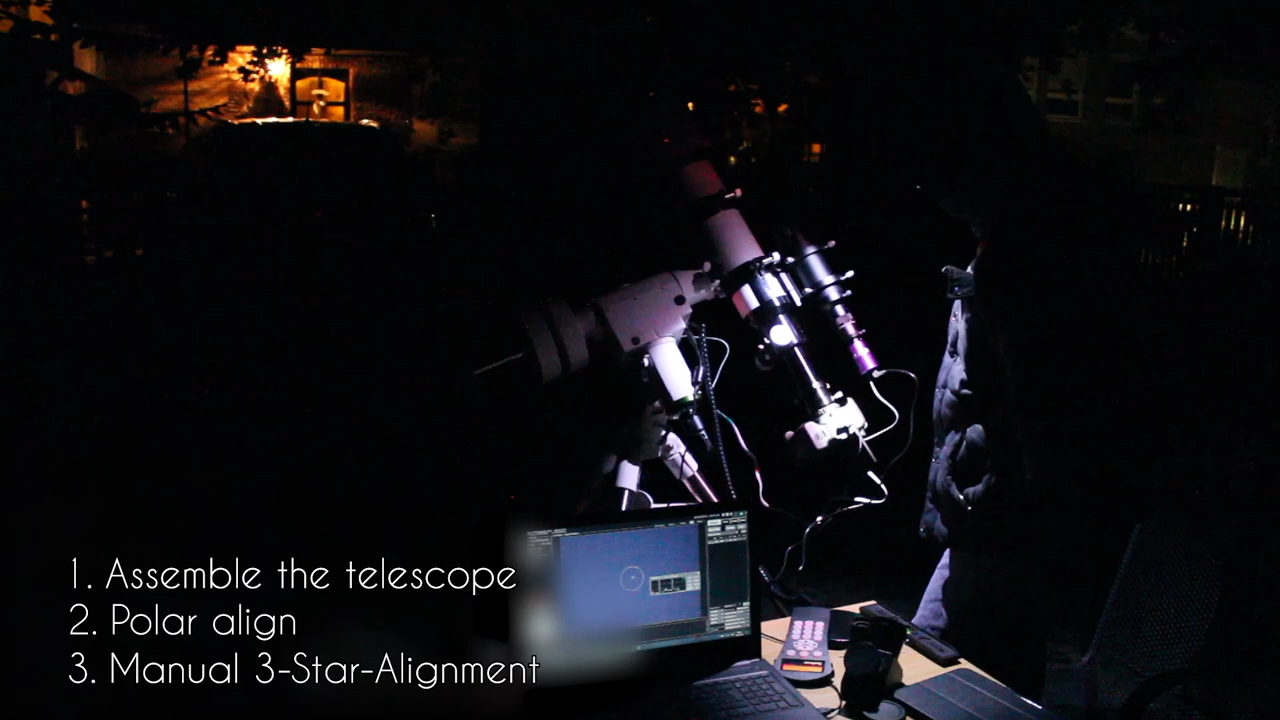 1. Assemble the telescope
2. Polar align
3. Manual 3-Star-Alignment